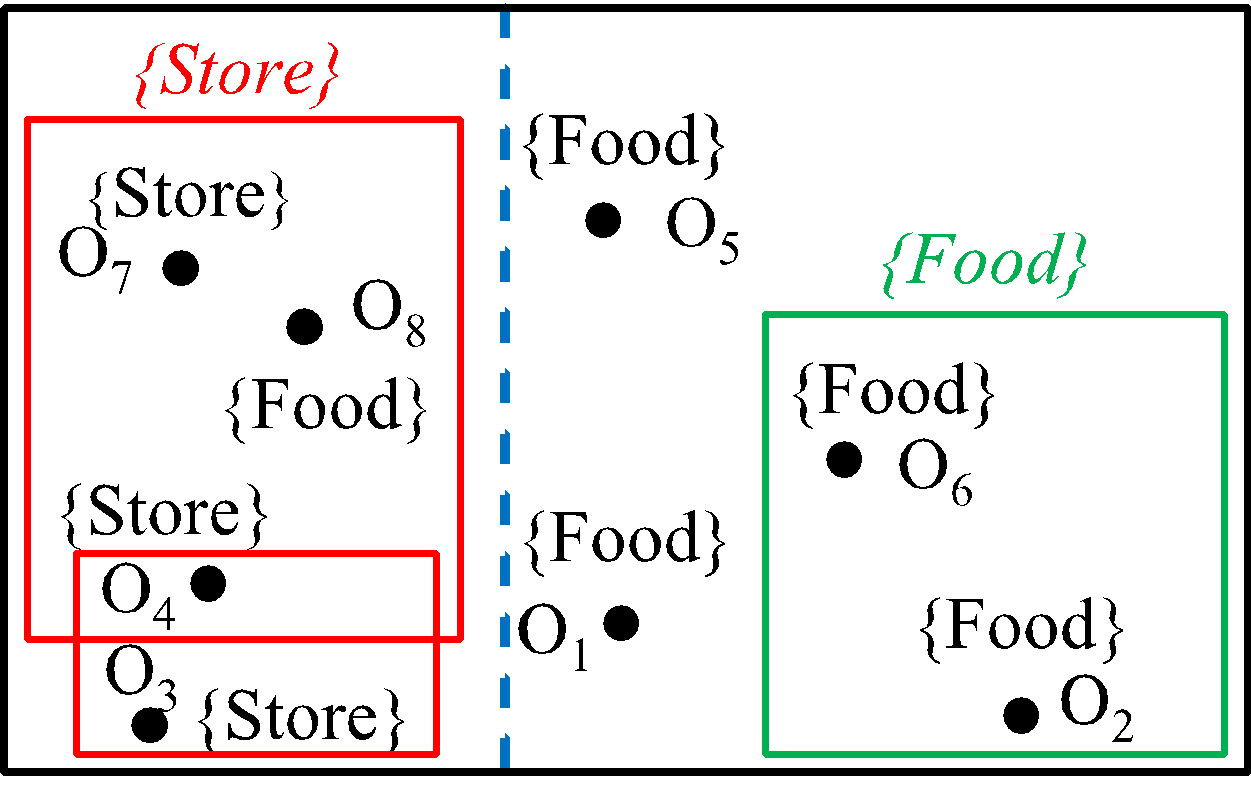 {Store}
{Store}
O7
O8
{Food}
{Store}
O4
O3
{Store}
{Food}
O5
{Food}
O1
{Food}
{Food}
O6
{Food}
O2